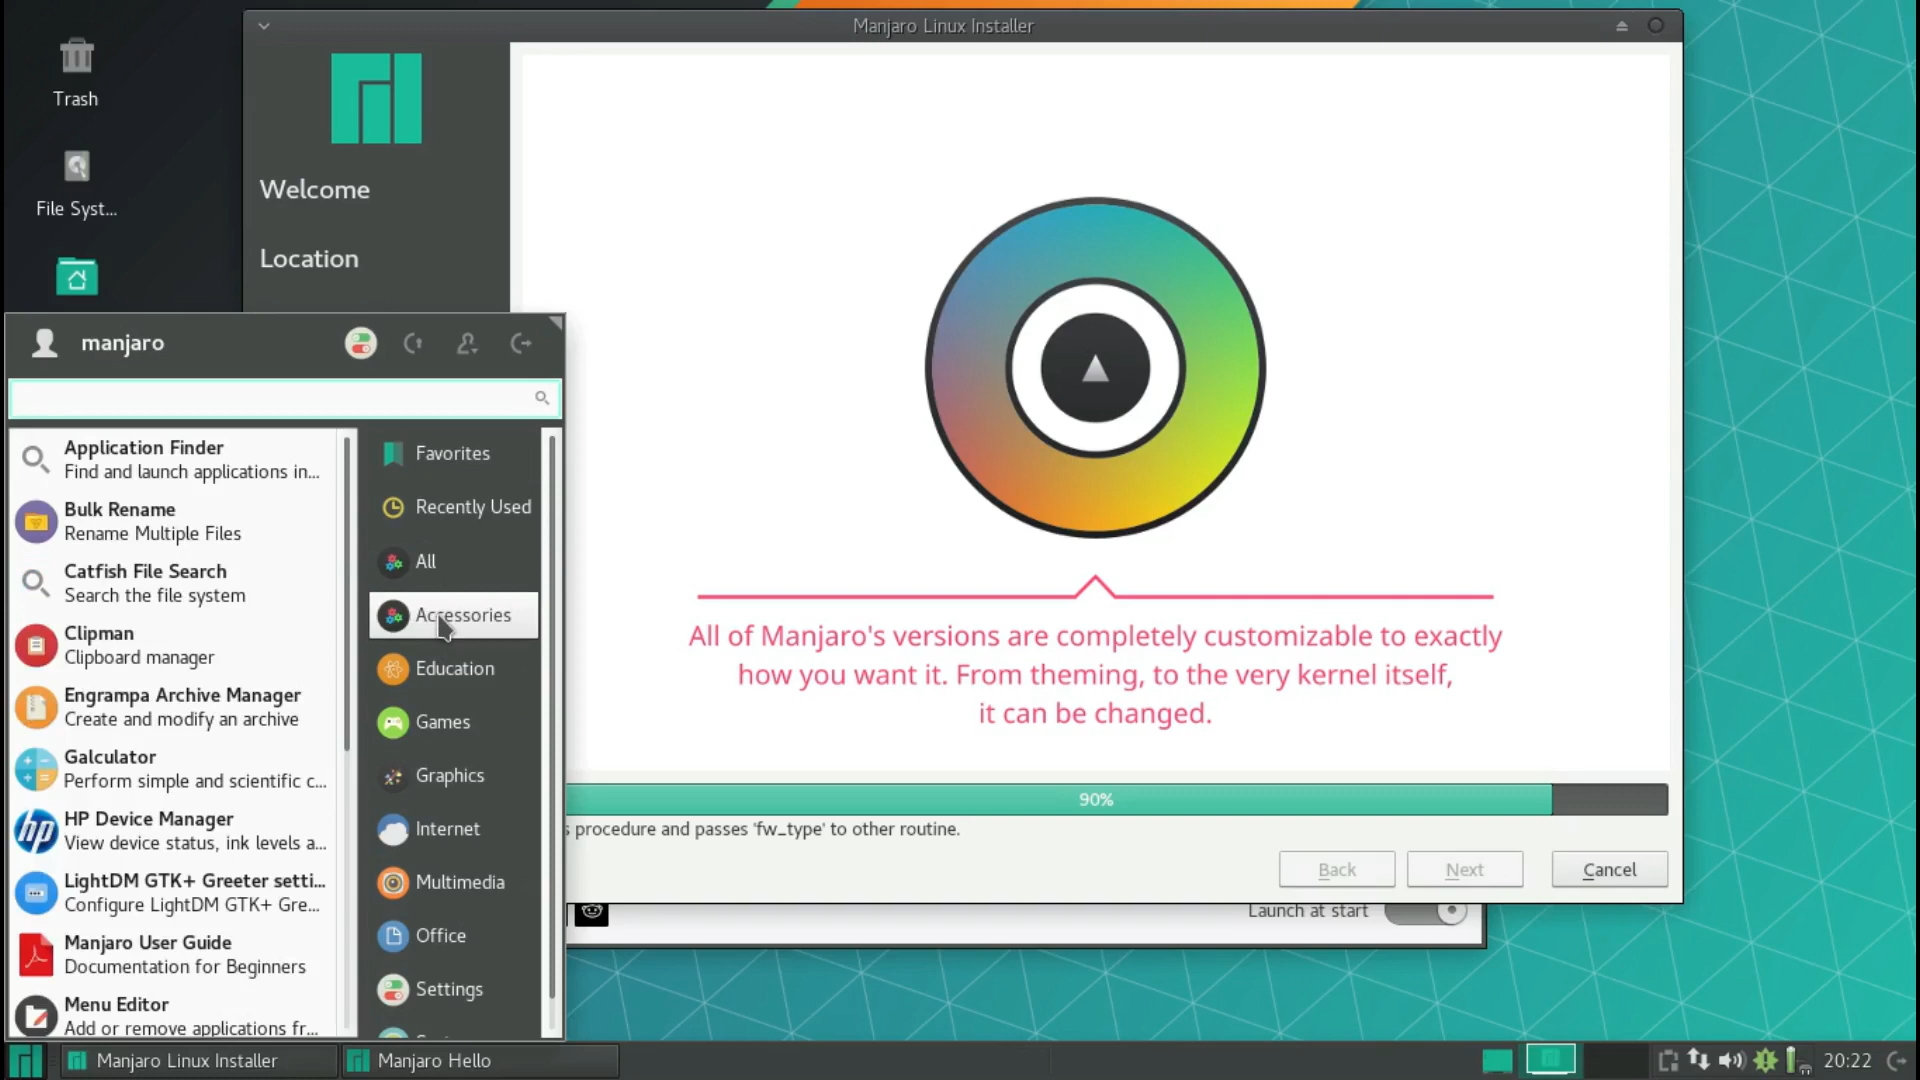 Manjaro Linux Installer
Trash
File Syst...
Welcome
Location
manjaro
Application Finder
Find and launch applications in...
Bulk Rename
Rename Multiple Files
Catfish File Search
Search the file system
Clipman
Clipboard manager
Engrampa Archive Manager
Create and modify an archive
Galculator
Perform simple and scientific c...
HP Device Manager
View device status, ink levels a...
LightDM GTK+ Greeter setti...
Configure LightDM GTK+ Gre...
Manjaro User Guide
Documentation for Beginners
Menu Editor
Add or remove applications fr...
Favorites
Recently Used
All
Accessories
Education
Games
Graphics
Internet
Multimedia
Office
Settings
All of Manjaro's versions are completely customizable to exactly
how you want it. From theming, to the very kernel itself,
it can be changed.
90%
procedure and passes 'fw_type' to other routine.
Back
Next
Cancel
Launch at start
Manjaro Linux Installer
Manjaro Hello
20:22